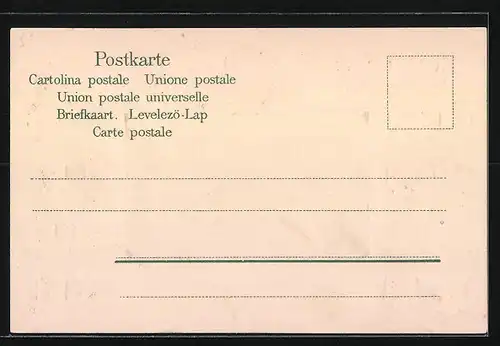 Postkarte
Cartolina postale Unione postale
Union postale universelle
Briefkaart. Levelezö-Lap
Carte postale